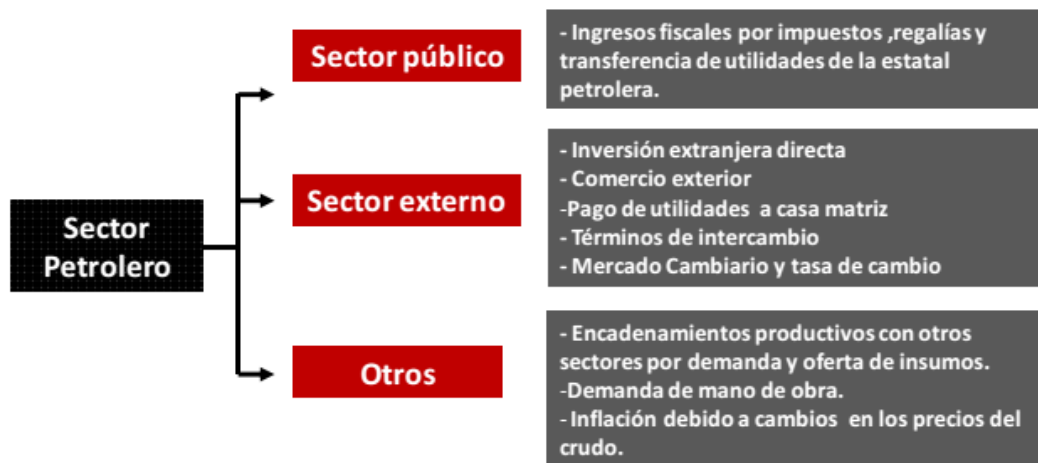 Sector
Petrolero
Sector público
- Ingresos fiscales por impuestos ,regalías y
transferencia de utilidades de la estatal
petrolera.
Sector externo
- Inversión extranjera directa
- Comercio exterior
-Pago de utilidades a casa matriz
- Términos de intercambio
- Mercado Cambiario y tasa de cambio
Otros
- Encadenamientos productivos con otros
sectores por demanda y oferta de insumos.
-Demanda de mano de obra.
- Inflación debido a cambios en los precios del
crudo.